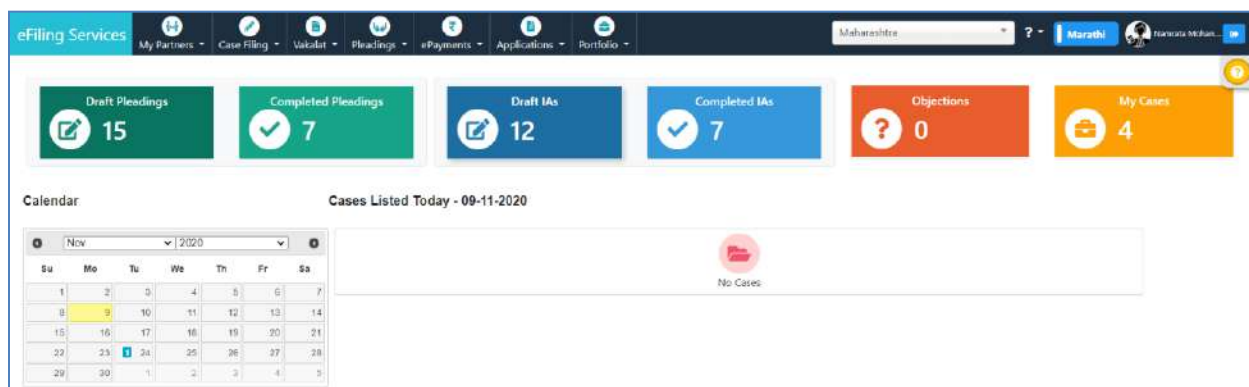 eFiling Services
My Partners
Case Filing
Vakalat
Pleadings
ePayments
Applications
Portfolio
Maharashtra
?
Marathi
Namrata Mohan...
?
Draft Pleadings
15
Completed Pleadings
7
Draft IAs
12
Completed IAs
7
Objections
? 0
My Cases
4
Calendar
Cases Listed Today - 09-11-2020
Nov 2020
Su Mo Tu We Th Fr Sa
1 2 3 4 5 6 7
8 9 10 11 12 13 14
15 16 17 18 19 20 21
22 23 1 24 25 26 27 28
29 30 1 2 3 4 5
No Cases